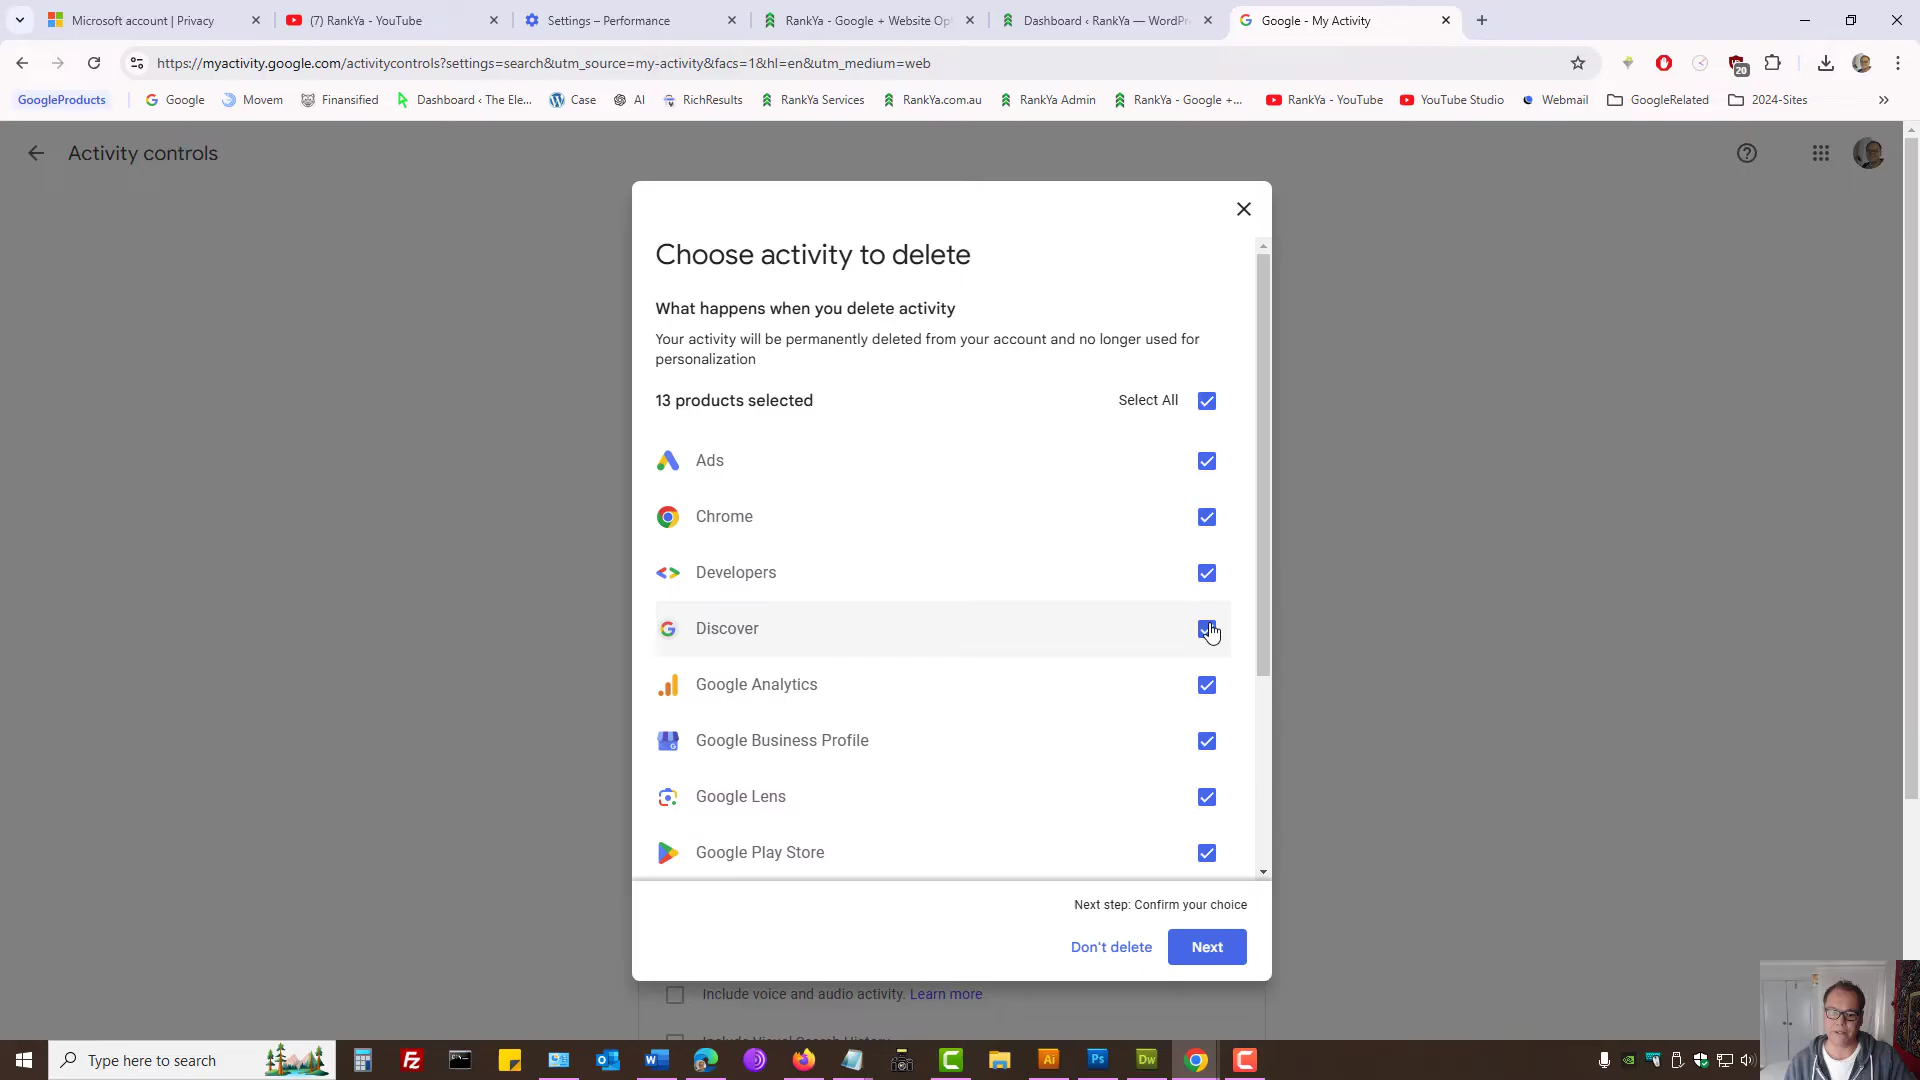 Microsoft account | Privacy
(7) RankYa - YouTube
Settings – Performance
RankYa - Google + Website Op
Dashboard ‹ RankYa — WordPr
Google - My Activity
https://myactivity.google.com/activitycontrols?settings=search&utm_source=my-activity&facs=1&hl=en&utm_medium=web
20
GoogleProducts
Google
Movem
Finansified
Dashboard ‹ The Ele...
Case
AI
RichResults
RankYa Services
RankYa.com.au
RankYa Admin
RankYa - Google +...
RankYa - YouTube
YouTube Studio
Webmail
GoogleRelated
2024-Sites
Activity controls
Choose activity to delete
What happens when you delete activity
Your activity will be permanently deleted from your account and no longer used for
personalization
13 products selected
Select All
Ads
Chrome
Developers
Discover
Google Analytics
Google Business Profile
Google Lens
Google Play Store
Next step: Confirm your choice
Don't delete
Next
Include voice and audio activity. Learn more
Include Visual Search History
Type here to search